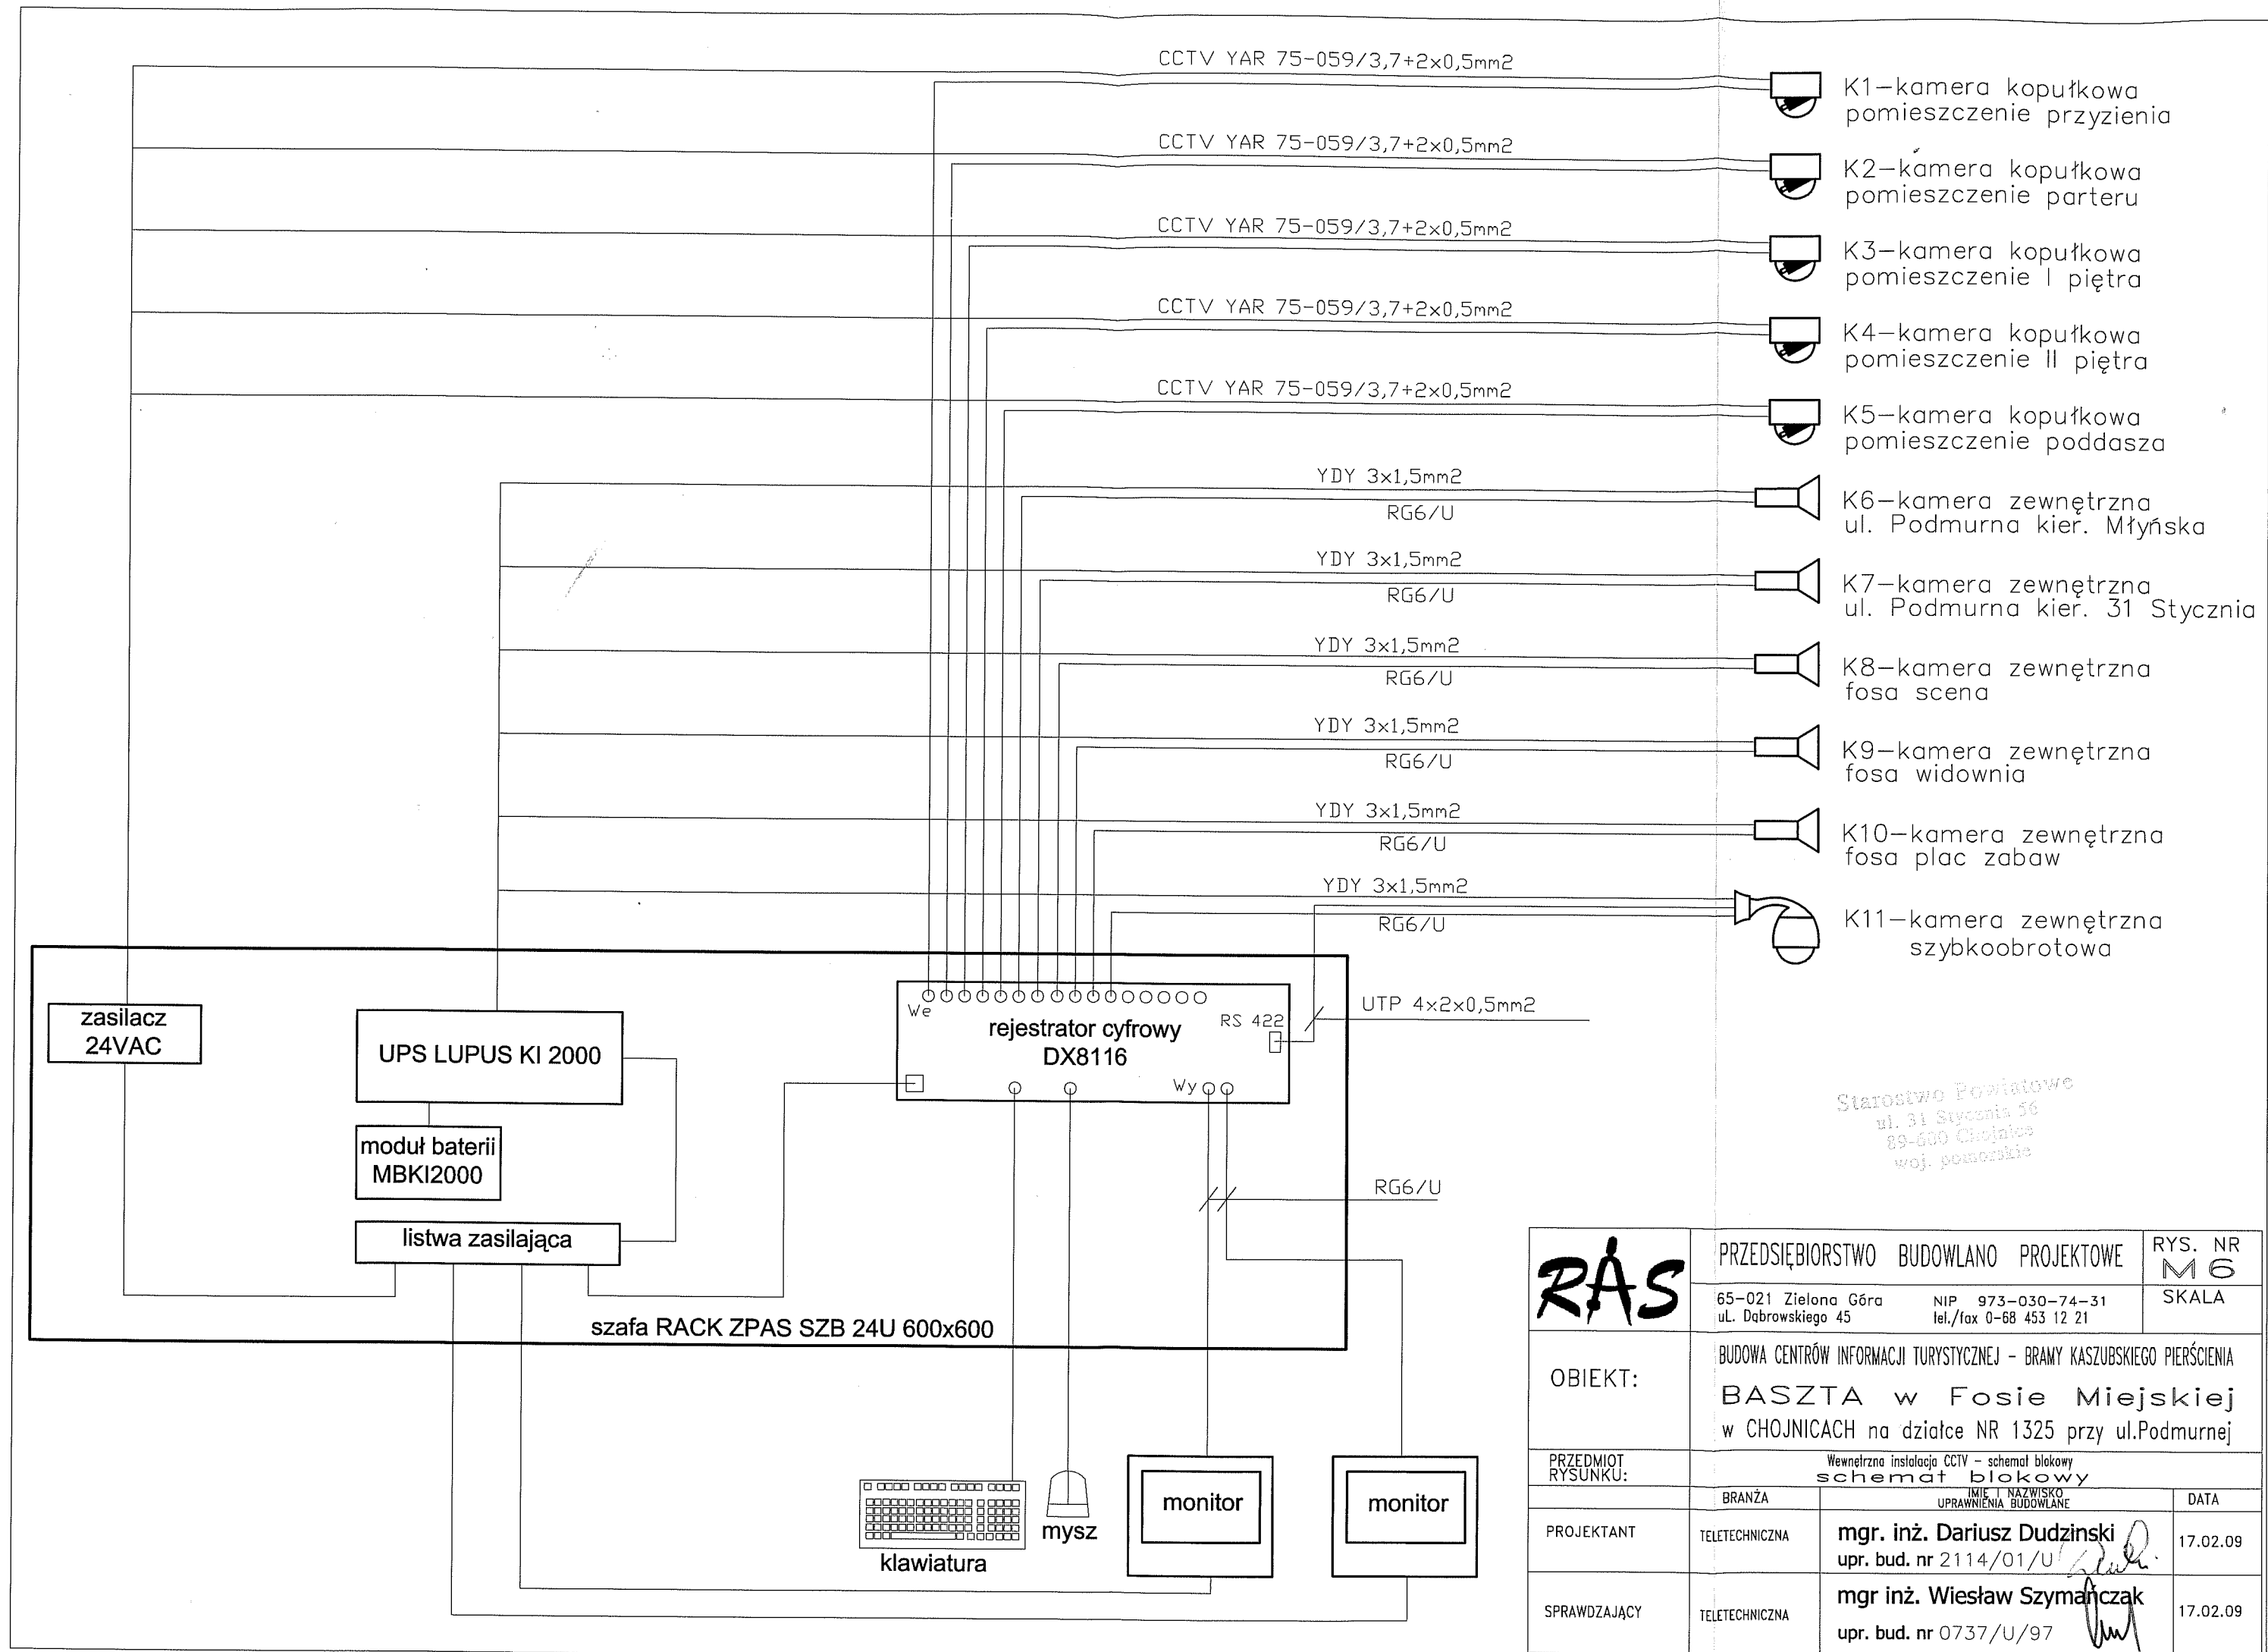 CCTV YAR 75-059/3,7+2x0,5mm2
K1-kamera kopułkowa
pomieszczenie przyzienia
CCTV YAR 75-059/3,7+2x0,5mm2
K2-kamera kopułkowa
pomieszczenie parteru
CCTV YAR 75-059/3,7+2x0,5mm2
K3-kamera kopułkowa
pomieszczenie I piętra
CCTV YAR 75-059/3,7+2x0,5mm2
K4-kamera kopułkowa
pomieszczenie II piętra
CCTV YAR 75-059/3,7+2x0,5mm2
K5-kamera kopułkowa
pomieszczenie poddasza
YDY 3x1,5mm2
RG6/U
K6-kamera zewnętrzna
ul. Podmurna kier. Młyńska
YDY 3x1,5mm2
RG6/U
K7-kamera zewnętrzna
ul. Podmurna kier. 31 Stycznia
YDY 3x1,5mm2
RG6/U
K8-kamera zewnętrzna
fosa scena
YDY 3x1,5mm2
RG6/U
K9-kamera zewnętrzna
fosa widownia
YDY 3x1,5mm2
RG6/U
K10-kamera zewnętrzna
fosa plac zabaw
YDY 3x1,5mm2
RG6/U
K11-kamera zewnętrzna
szybkoobrotowa
zasilacz
24VAC
UPS LUPUS KI 2000
moduł baterii
MBKI2000
listwa zasilająca
We
rejestrator cyfrowy
DX8116
RS 422
Wy
UTP 4x2x0,5mm2
RG6/U
szafa RACK ZPAS SZB 24U 600x600
klawiatura
mysz
monitor
monitor
Starostwo Powiatowe
ul. 31 Stycznia 56
89-600 Chojnice
woj. pomorskie
RAS
PRZEDSIĘBIORSTWO BUDOWLANO PROJEKTOWE
RYS. NR
M 6
65-021 Zielona Góra
uL. Dąbrowskiego 45
NIP 973-030-74-31
tel./fax 0-68 453 12 21
SKALA
OBIEKT:
BUDOWA CENTRÓW INFORMACJI TURYSTYCZNEJ - BRAMY KASZUBSKIEGO PIERŚCIENIA
BASZTA w Fosie Miejskiej
w CHOJNICACH na działce NR 1325 przy ul.Podmurnej
PRZEDMIOT
RYSUNKU:
Wewnetrzna instalacja CCTV - schemat blokowy
schemat blokowy
BRANŻA
IMIĘ I NAZWISKO
UPRAWNIENIA BUDOWLANE
DATA
PROJEKTANT
TELETECHNICZNA
mgr. inż. Dariusz Dudzinski
upr. bud. nr 2114/01/U
17.02.09
SPRAWDZAJĄCY
TELETECHNICZNA
mgr inż. Wiesław Szymańczak
upr. bud. nr 0737/U/97
17.02.09